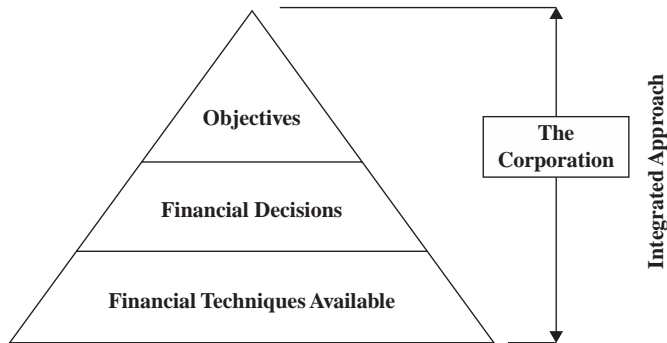 Objectives
Financial Decisions
Financial Techniques Available
The
Corporation
Integrated Approach